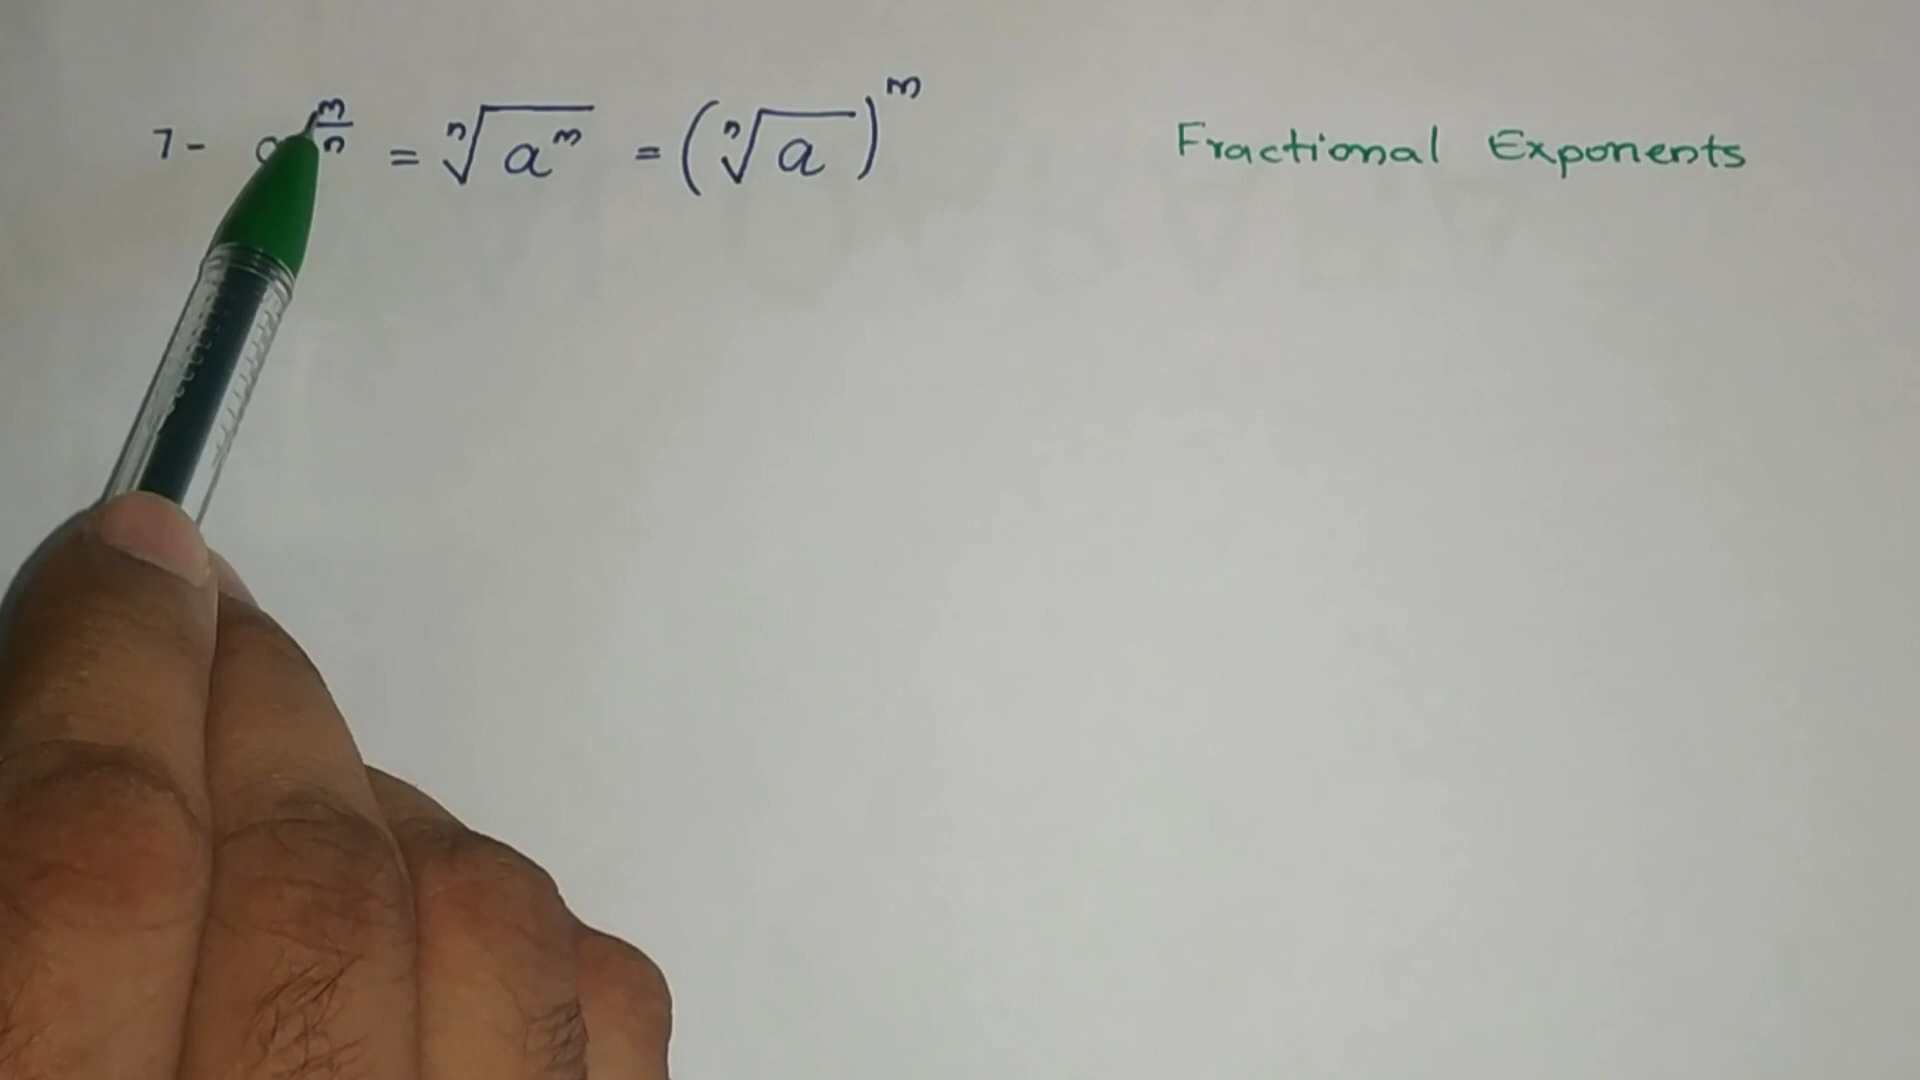 7- a^(m/n) = ⁿ√(a^m) = (ⁿ√a)^m Fractional Exponents